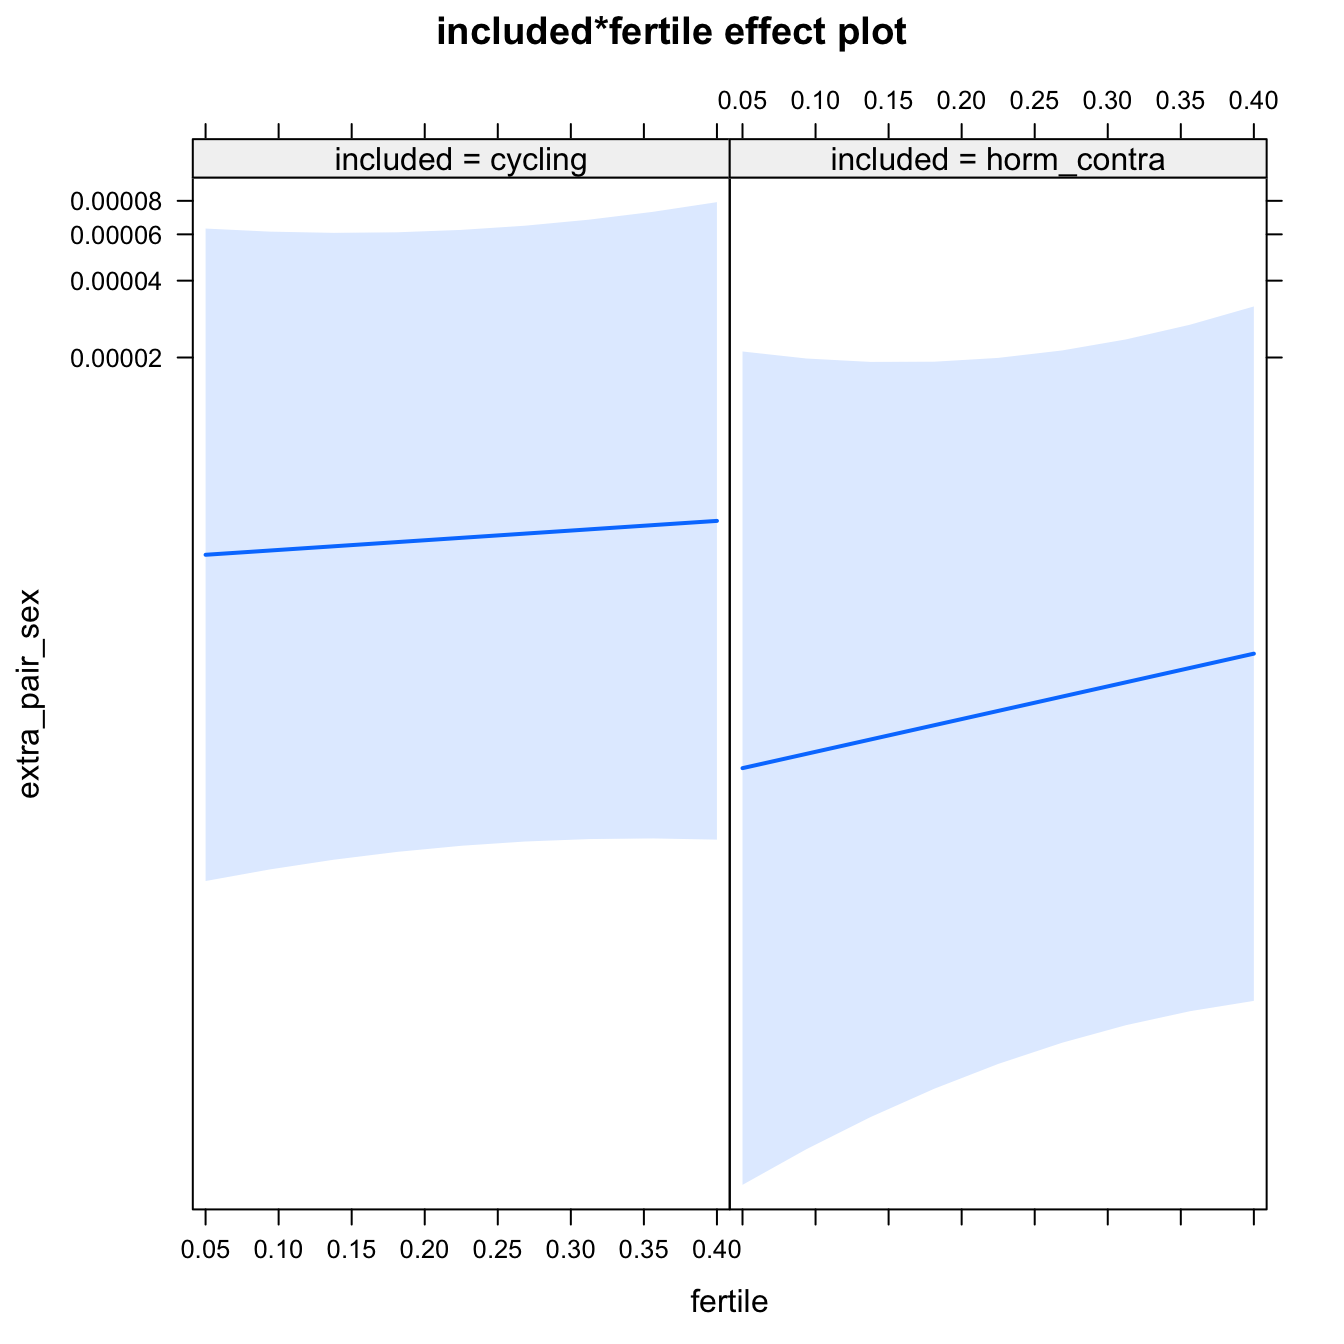 included*fertile effect plot
0.05 0.10 0.15 0.20 0.25 0.30 0.35 0.40
included = cycling
included = horm_contra
0.00008
0.00006
0.00004
0.00002
extra_pair_sex
0.05 0.10 0.15 0.20 0.25 0.30 0.35 0.40
fertile